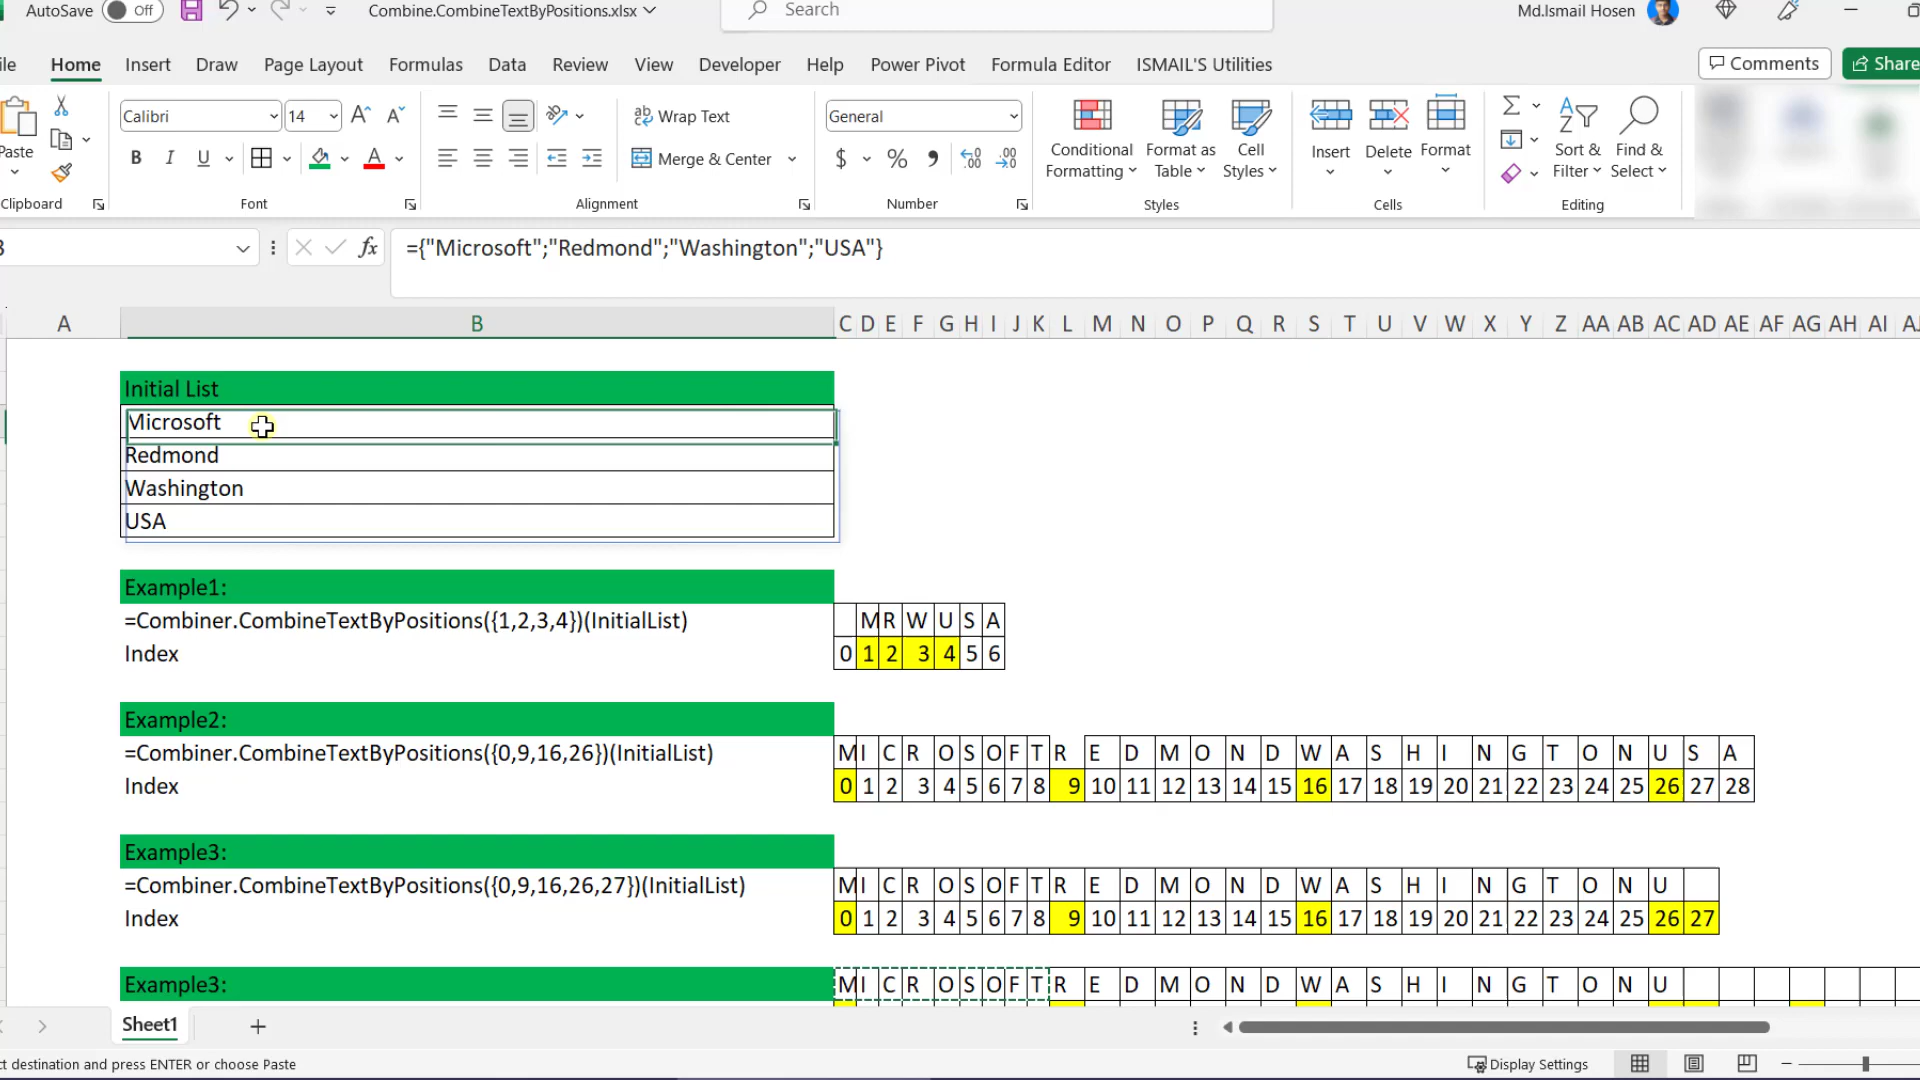 AutoSave Off Combine.CombineTextByPositions.xlsx Search Md.Ismail Hosen
ile Home Insert Draw Page Layout Formulas Data Review View Developer Help Power Pivot Formula Editor ISMAIL'S Utilities Comments Share
Calibri 14 Wrap Text General
Paste B I U Merge & Center $ % Conditional Formatting Format as Table Cell Styles Insert Delete Format Sort & Filter Find & Select
Clipboard Font Alignment Number Styles Cells Editing
3 fx ={"Microsoft";"Redmond";"Washington";"USA"}
A B C D E F G H I J K L M N O P Q R S T U V W X Y Z AA AB AC AD AE AF AG AH AI AJ
Initial List
Microsoft
Redmond
Washington
USA
Example1:
=Combiner.CombineTextByPositions({1,2,3,4})(InitialList) M R W U S A
Index 0 1 2 3 4 5 6
Example2:
=Combiner.CombineTextByPositions({0,9,16,26})(InitialList) M I C R O S O F T R E D M O N D W A S H I N G T O N U S A
Index 0 1 2 3 4 5 6 7 8 9 10 11 12 13 14 15 16 17 18 19 20 21 22 23 24 25 26 27 28
Example3:
=Combiner.CombineTextByPositions({0,9,16,26,27})(InitialList) M I C R O S O F T R E D M O N D W A S H I N G T O N U
Index 0 1 2 3 4 5 6 7 8 9 10 11 12 13 14 15 16 17 18 19 20 21 22 23 24 25 26 27
Example3: M I C R O S O F T R E D M O N D W A S H I N G T O N U
Sheet1
ct destination and press ENTER or choose Paste Display Settings